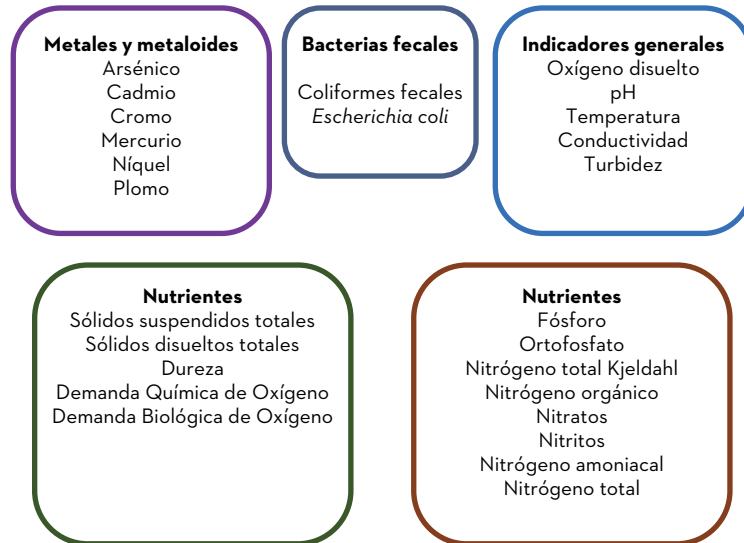 Metales y metaloides
Arsénico
Cadmio
Cromo
Mercurio
Níquel
Plomo
Bacterias fecales
Coliformes fecales
Escherichia coli
Indicadores generales
Oxígeno disuelto
pH
Temperatura
Conductividad
Turbidez
Nutrientes
Sólidos suspendidos totales
Sólidos disueltos totales
Dureza
Demanda Química de Oxígeno
Demanda Biológica de Oxígeno
Nutrientes
Fósforo
Ortofosfato
Nitrógeno total Kjeldahl
Nitrógeno orgánico
Nitratos
Nitritos
Nitrógeno amoniacal
Nitrógeno total